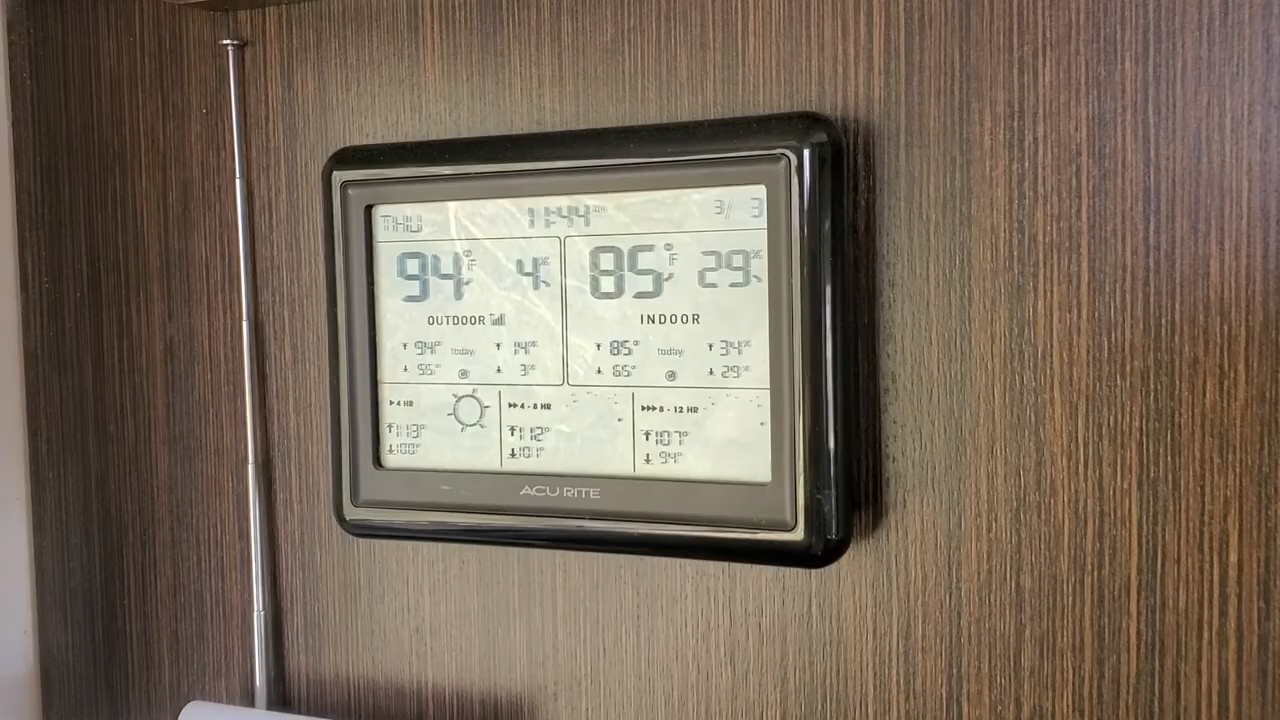 THU 11:44 AM 3/ 3
94°F 4% 85°F 29%
OUTDOOR INDOOR
94° today 14% 85° today 34%
55° 3% 65° 29%
4 HR 4 - 8 HR 8 - 12 HR
113° 112° 107°
100° 101° 94°
ACURITE